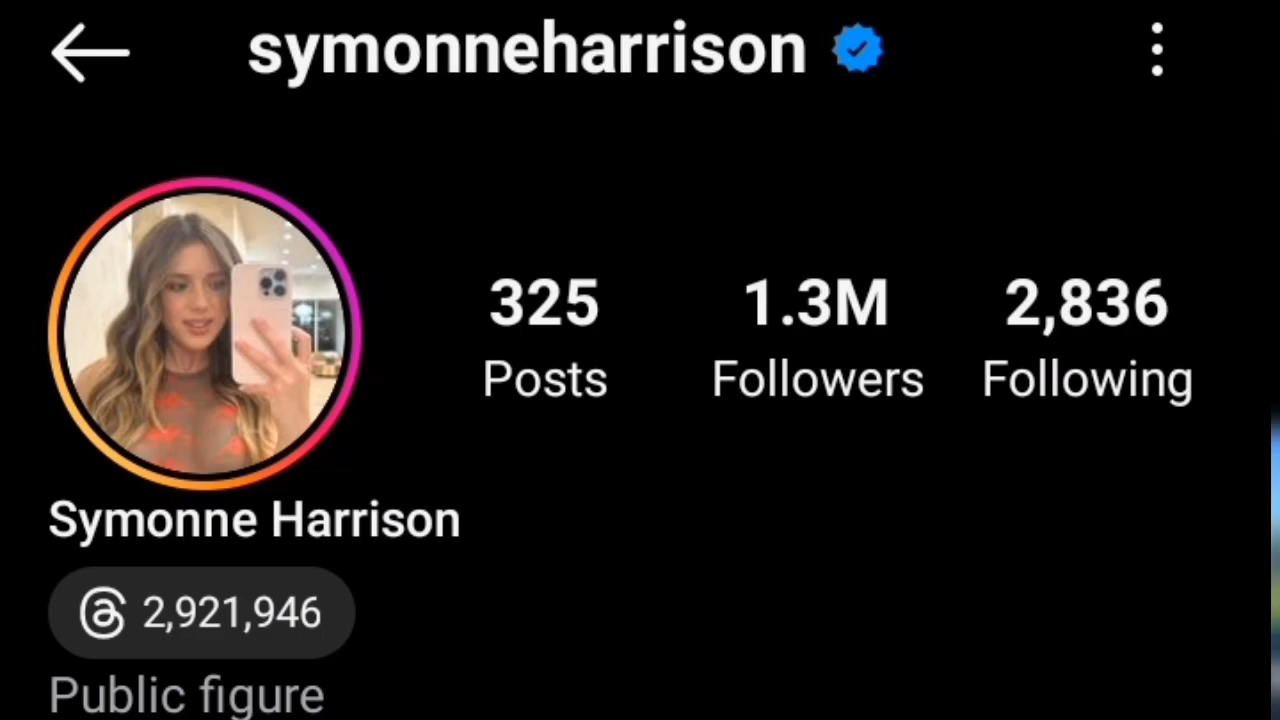 symonneharrison
325 1.3M 2,836
Posts Followers Following
Symonne Harrison
2,921,946
Public figure